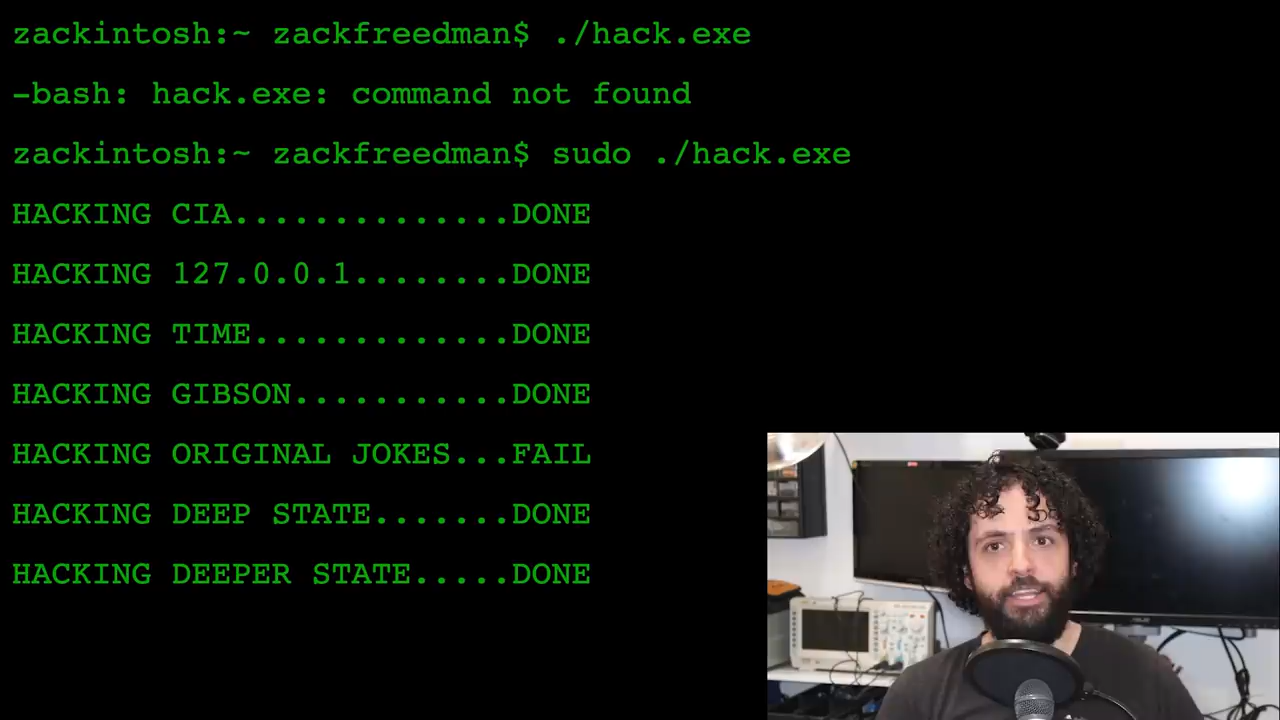 zackintosh:~ zackfreedman$ ./hack.exe
-bash: hack.exe: command not found
zackintosh:~ zackfreedman$ sudo ./hack.exe
HACKING CIA..............DONE
HACKING 127.0.0.1........DONE
HACKING TIME.............DONE
HACKING GIBSON...........DONE
HACKING ORIGINAL JOKES...FAIL
HACKING DEEP STATE.......DONE
HACKING DEEPER STATE.....DONE